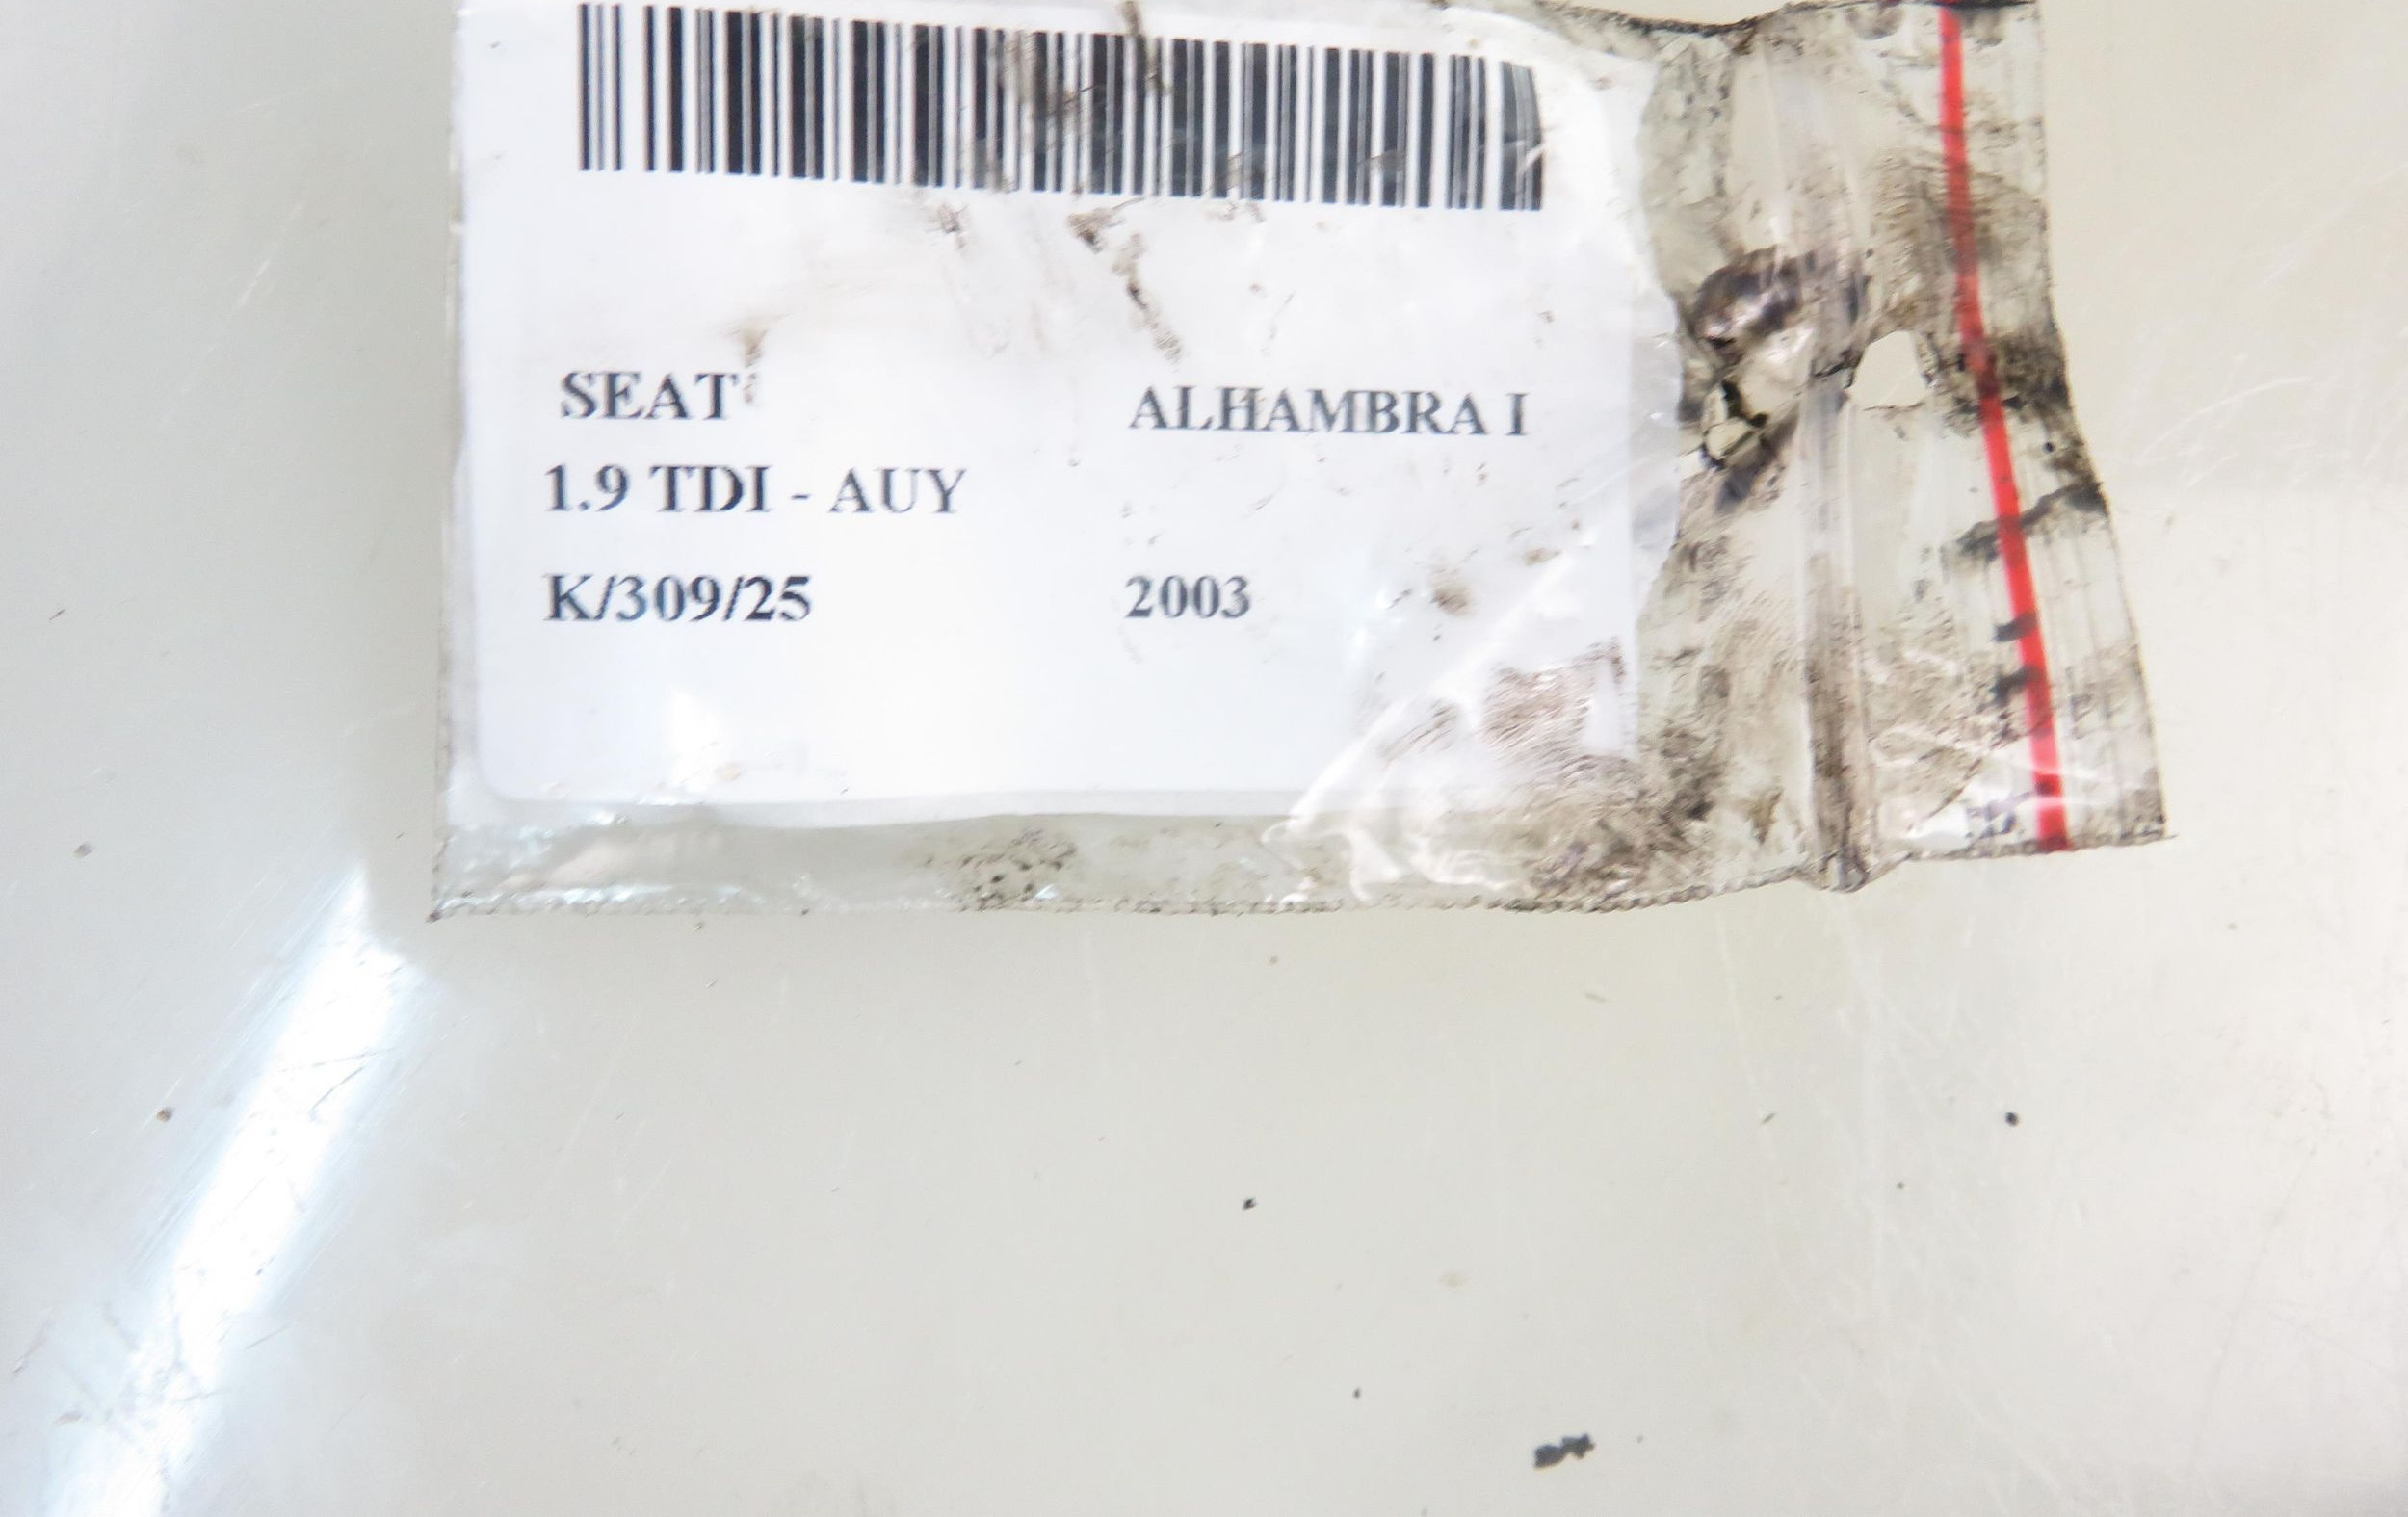 SEAT ALHAMBRA I
1.9 TDI - AUY
K/309/25 2003